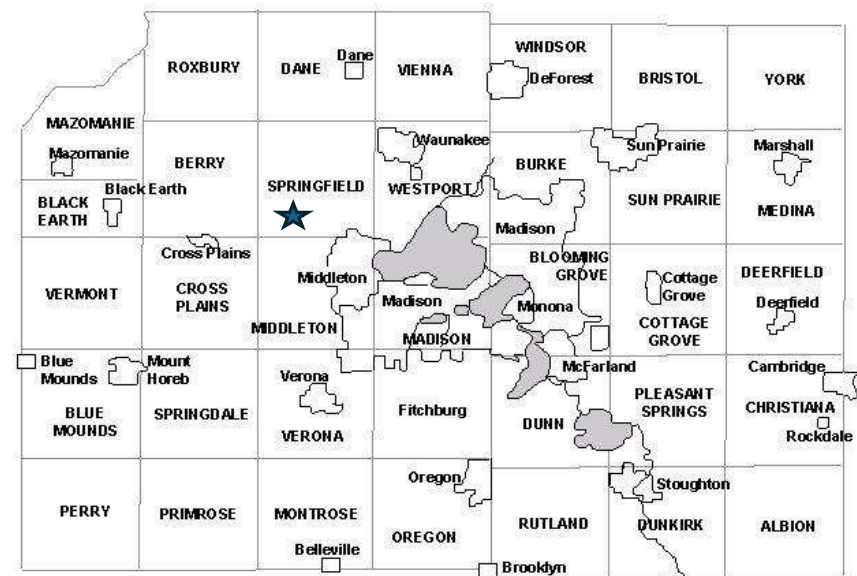 WINDSOR
Dane
ROXBURY
DANE
VIENNA
DeForest
BRISTOL
YORK
MAZOMANIE
Mazomanie
BERRY
Waunakee
BURKE
Sun Prairie
Marshall
Black Earth
BLACK
EARTH
SPRINGFIELD
WESTPORT
SUN PRAIRIE
MEDINA
Madison
Cross Plains
BLOOMING
GROVE
VERMONT
CROSS
PLAINS
Middleton
Madison
Monona
Cottage
Grove
DEERFIELD
Deerfield
MIDDLETON
MADISON
COTTAGE
GROVE
Blue
Mounds
Mount
Horeb
Verona
McFarland
Cambridge
BLUE
MOUNDS
SPRINGDALE
VERONA
Fitchburg
DUNN
PLEASANT
SPRINGS
CHRISTIANA
Rockdale
Oregon
Stoughton
PERRY
PRIMROSE
MONTROSE
OREGON
RUTLAND
DUNKIRK
ALBION
Belleville
Brooklyn